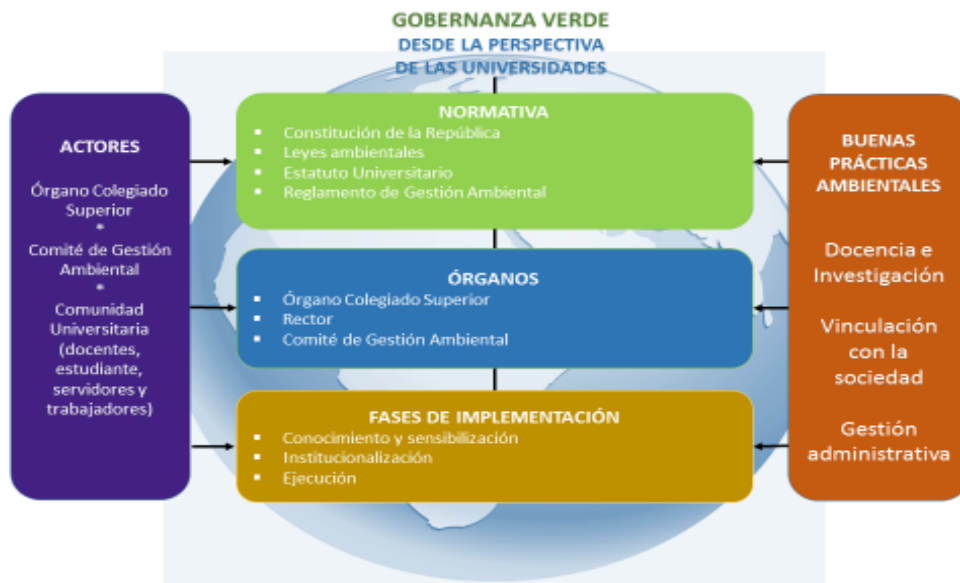 GOBERNANZA VERDE
DESDE LA PERSPECTIVA
DE LAS UNIVERSIDADES
ACTORES
Órgano Colegiado
Superior
*
Comité de Gestión
Ambiental
*
Comunidad
Universitaria
(docentes,
estudiante,
servidores y
trabajadores)
NORMATIVA
▪ Constitución de la República
▪ Leyes ambientales
▪ Estatuto Universitario
▪ Reglamento de Gestión Ambiental
ÓRGANOS
▪ Órgano Colegiado Superior
▪ Rector
▪ Comité de Gestión Ambiental
FASES DE IMPLEMENTACIÓN
▪ Conocimiento y sensibilización
▪ Institucionalización
▪ Ejecución
BUENAS
PRÁCTICAS
AMBIENTALES
Docencia e
Investigación
Vinculación
con la
sociedad
Gestión
administrativa